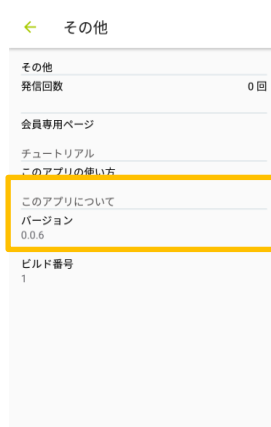 その他
その他
発信回数 0 回
会員専用ページ
チュートリアル
このアプリの使い方
このアプリについて
バージョン
0.0.6
ビルド番号
1